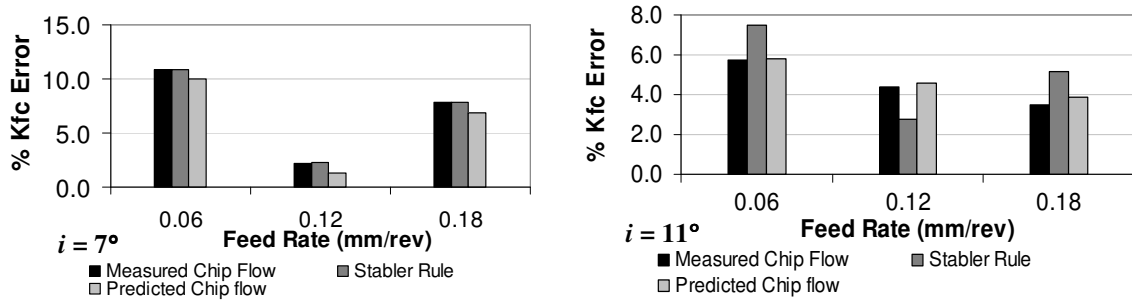 % Kfc Error
15.0
10.0
5.0
0.0
0.06 0.12 0.18
i = 7° Feed Rate (mm/rev)
Measured Chip Flow Stabler Rule
Predicted Chip flow
% Kfc Error
8.0
6.0
4.0
2.0
0.0
0.06 0.12 0.18
i = 11° Feed Rate (mm/rev)
Measured Chip Flow Stabler Rule
Predicted Chip flow